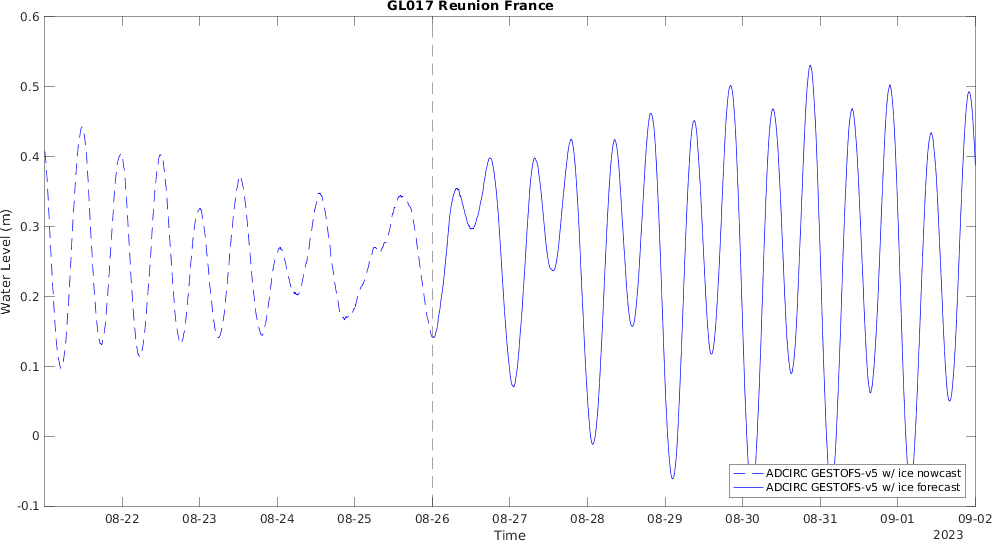 GL017 Reunion France
0.6
0.5
0.4
0.3
0.2
0.1
0
-0.1
Water Level (m)
ADCIRC GESTOFS-v5 w/ ice nowcast
ADCIRC GESTOFS-v5 w/ ice forecast
08-22 08-23 08-24 08-25 08-26 08-27 08-28 08-29 08-30 08-31 09-01 09-02
Time
2023